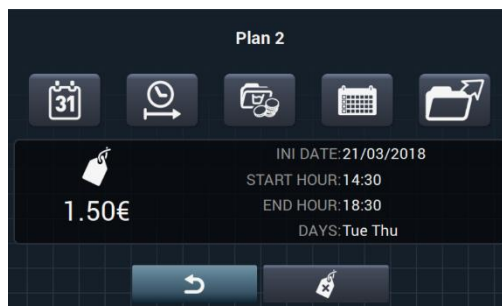 Plan 2
31
INI DATE:21/03/2018
START HOUR:14:30
1.50€
END HOUR:18:30
DAYS:Tue Thu